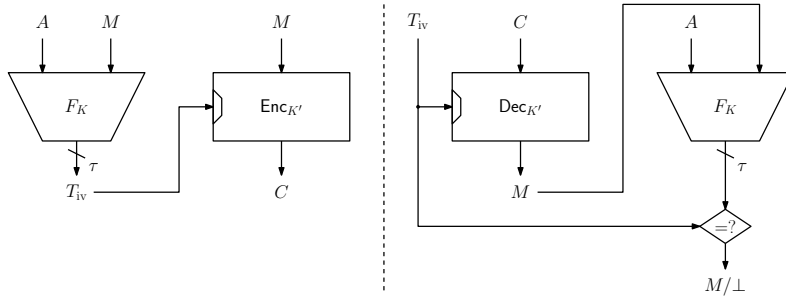 A M
F_K
τ
T_iv
M
Enc_K'
C
T_iv
C
Dec_K'
M
A
F_K
τ
=?
M/⊥